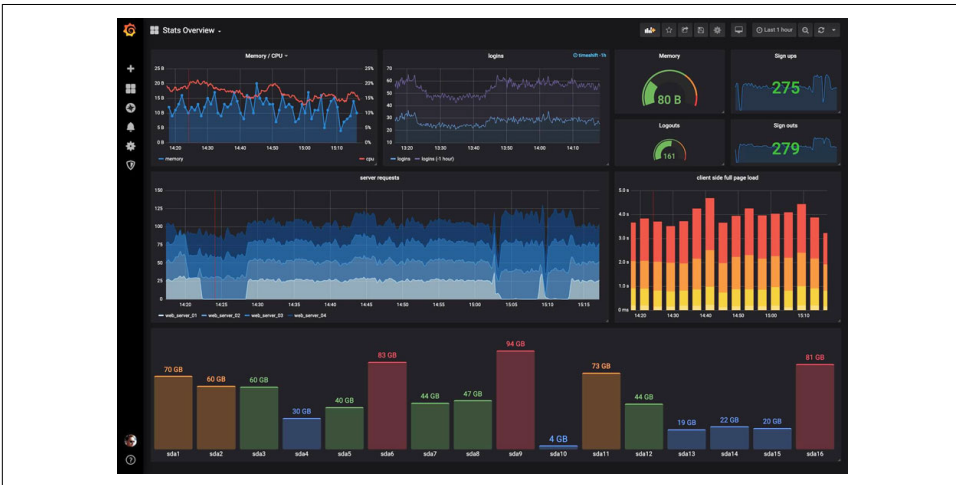 Stats Overview
Last 1 hour
Memory / CPU
25 B
20 B
15 B
10 B
5 B
0 B
25%
20%
15%
10%
5%
0%
14:20
14:30
14:40
14:50
15:00
15:10
memory
cpu
logins
timeshift -1h
70
60
50
40
30
20
10
13:20
13:30
13:40
13:50
14:00
14:10
logins
logins (-1 hour)
Memory
80 B
Sign ups
275
Logouts
161
Sign outs
279
server requests
150
125
100
75
50
25
0
14:20
14:25
14:30
14:35
14:40
14:45
14:50
14:55
15:00
15:05
15:10
15:15
web_server_01
web_server_02
web_server_03
web_server_04
client side full page load
5.0 s
4.0 s
3.0 s
2.0 s
1.0 s
0 ms
14:20
14:30
14:40
14:50
15:00
15:10
70 GB
60 GB
60 GB
30 GB
40 GB
83 GB
44 GB
47 GB
94 GB
4 GB
73 GB
44 GB
19 GB
22 GB
20 GB
81 GB
sda1
sda2
sda3
sda4
sda5
sda6
sda7
sda8
sda9
sda10
sda11
sda12
sda13
sda14
sda15
sda16